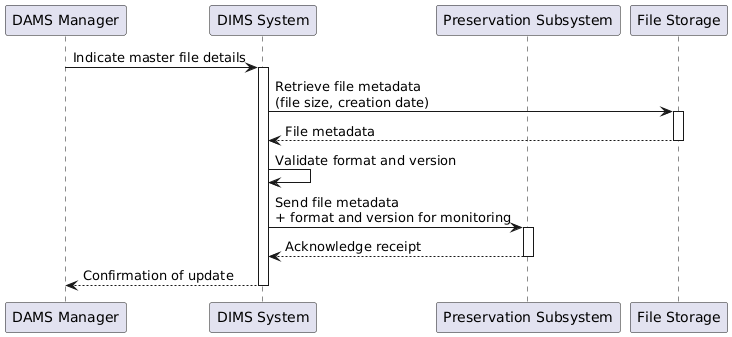 DAMS Manager
DIMS System
Preservation Subsystem
File Storage
Indicate master file details
Retrieve file metadata
(file size, creation date)
File metadata
Validate format and version
Send file metadata
+ format and version for monitoring
Acknowledge receipt
Confirmation of update
DAMS Manager
DIMS System
Preservation Subsystem
File Storage